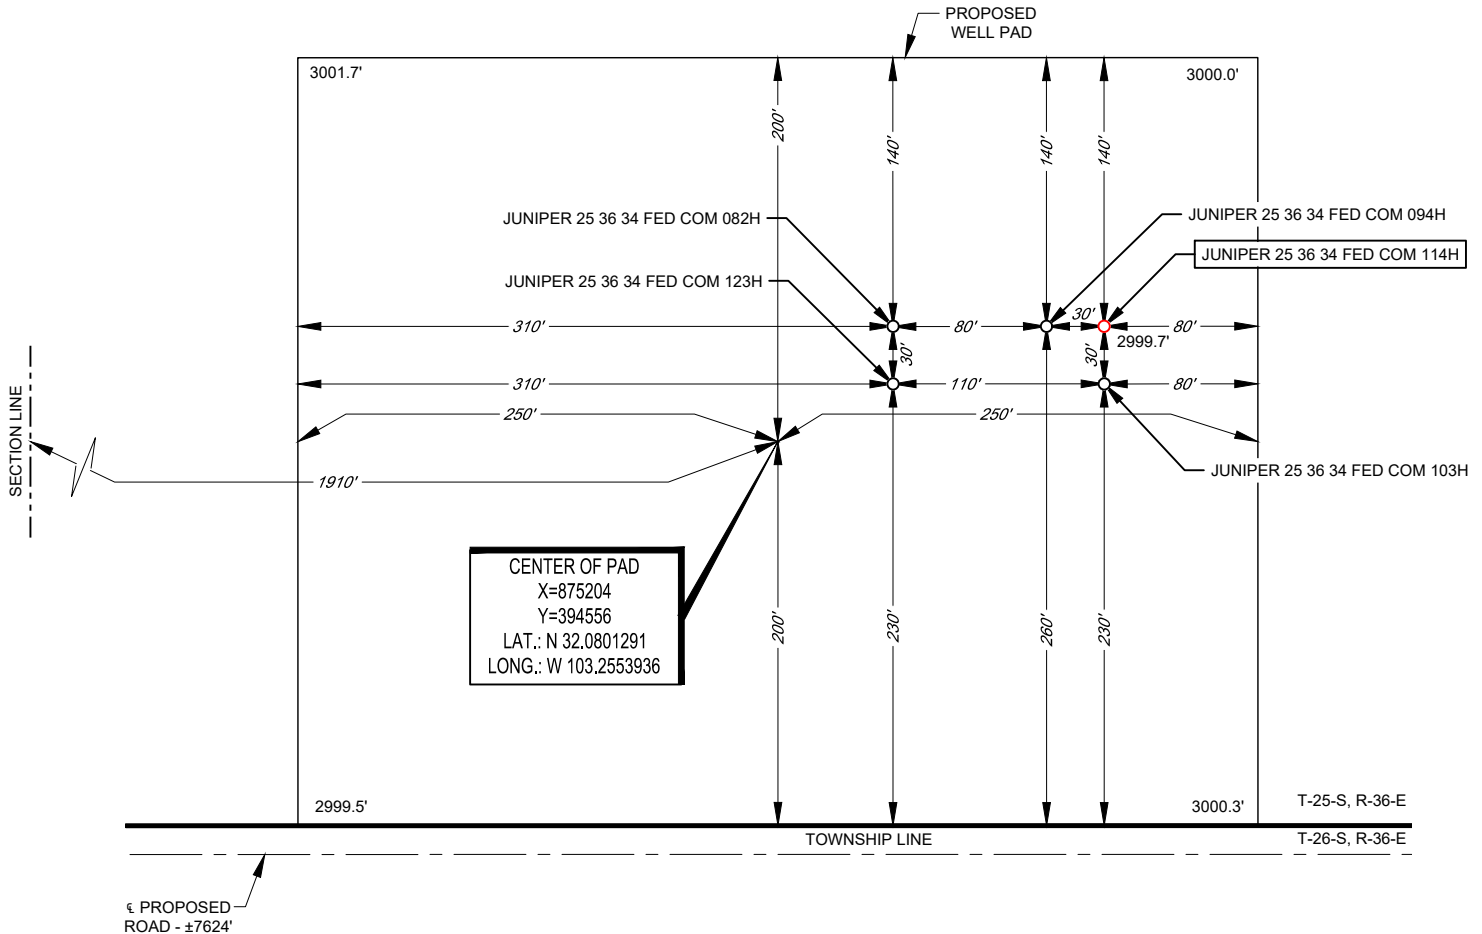 PROPOSED
WELL PAD
3001.7'
3000.0'
200'
140'
140'
140'
JUNIPER 25 36 34 FED COM 082H
JUNIPER 25 36 34 FED COM 094H
JUNIPER 25 36 34 FED COM 114H
JUNIPER 25 36 34 FED COM 123H
310'
80'
30'
80'
2999.7'
30'
30'
310'
110'
80'
250'
250'
SECTION LINE
JUNIPER 25 36 34 FED COM 103H
1910'
CENTER OF PAD
X=875204
Y=394556
LAT.: N 32.0801291
LONG.: W 103.2553936
200'
230'
260'
230'
2999.5'
3000.3'
T-25-S, R-36-E
TOWNSHIP LINE
T-26-S, R-36-E
℄ PROPOSED
ROAD - ±7624'